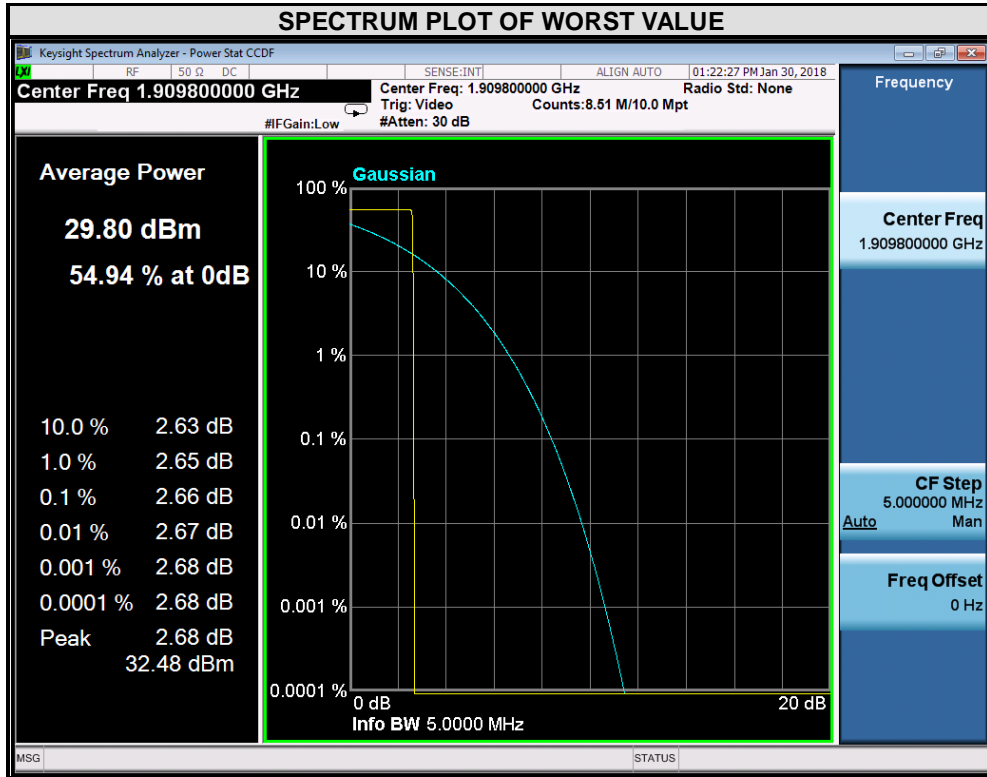 SPECTRUM PLOT OF WORST VALUE
Keysight Spectrum Analyzer - Power Stat CCDF
LXI RF 50 Ω DC SENSE:INT ALIGN AUTO 01:22:27 PM Jan 30, 2018
Center Freq 1.909800000 GHz
Center Freq: 1.909800000 GHz Radio Std: None
Trig: Video Counts:8.51 M/10.0 Mpt
#IFGain:Low #Atten: 30 dB
Average Power
29.80 dBm
54.94 % at 0dB
10.0 % 2.63 dB
1.0 % 2.65 dB
0.1 % 2.66 dB
0.01 % 2.67 dB
0.001 % 2.68 dB
0.0001 % 2.68 dB
Peak 2.68 dB
32.48 dBm
Gaussian
100 %
10 %
1 %
0.1 %
0.01 %
0.001 %
0.0001 %
0 dB 20 dB
Info BW 5.0000 MHz
Frequency
Center Freq
1.909800000 GHz
CF Step
5.000000 MHz
Auto Man
Freq Offset
0 Hz
MSG STATUS